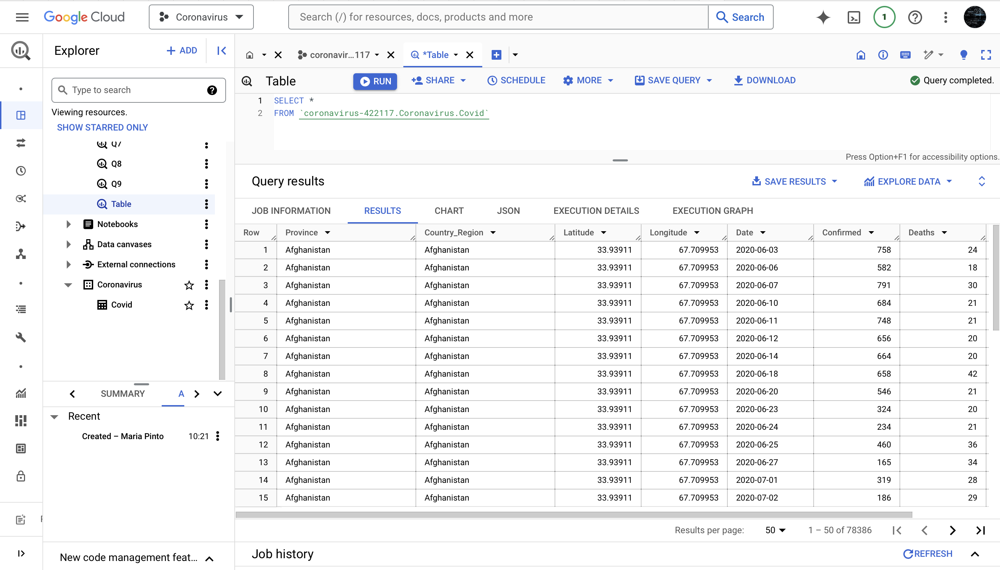 Google Cloud
Coronavirus
Search (/) for resources, docs, products and more
Search
1
Explorer
ADD
coronavir...117
*Table
Table
RUN
SHARE
SCHEDULE
MORE
SAVE QUERY
DOWNLOAD
Query completed.
Type to search
Viewing resources.
SHOW STARRED ONLY
Q7
Q8
Q9
Table
Notebooks
Data canvases
External connections
Coronavirus
Covid
SUMMARY A
Recent
Created – Maria Pinto 10:21
New code management feat...
1 SELECT *
2 FROM `coronavirus-422117.Coronavirus.Covid`
Press Option+F1 for accessibility options.
Query results
SAVE RESULTS
EXPLORE DATA
JOB INFORMATION RESULTS CHART JSON EXECUTION DETAILS EXECUTION GRAPH
Row Province Country_Region Latitude Longitude Date Confirmed Deaths
1 Afghanistan Afghanistan 33.93911 67.709953 2020-06-03 758 24
2 Afghanistan Afghanistan 33.93911 67.709953 2020-06-06 582 18
3 Afghanistan Afghanistan 33.93911 67.709953 2020-06-07 791 30
4 Afghanistan Afghanistan 33.93911 67.709953 2020-06-10 684 21
5 Afghanistan Afghanistan 33.93911 67.709953 2020-06-11 748 21
6 Afghanistan Afghanistan 33.93911 67.709953 2020-06-12 656 20
7 Afghanistan Afghanistan 33.93911 67.709953 2020-06-14 664 20
8 Afghanistan Afghanistan 33.93911 67.709953 2020-06-18 658 42
9 Afghanistan Afghanistan 33.93911 67.709953 2020-06-20 546 21
10 Afghanistan Afghanistan 33.93911 67.709953 2020-06-23 324 20
11 Afghanistan Afghanistan 33.93911 67.709953 2020-06-24 234 21
12 Afghanistan Afghanistan 33.93911 67.709953 2020-06-25 460 36
13 Afghanistan Afghanistan 33.93911 67.709953 2020-06-27 165 34
14 Afghanistan Afghanistan 33.93911 67.709953 2020-07-01 319 28
15 Afghanistan Afghanistan 33.93911 67.709953 2020-07-02 186 29
Results per page: 50 1 – 50 of 78386
Job history
REFRESH